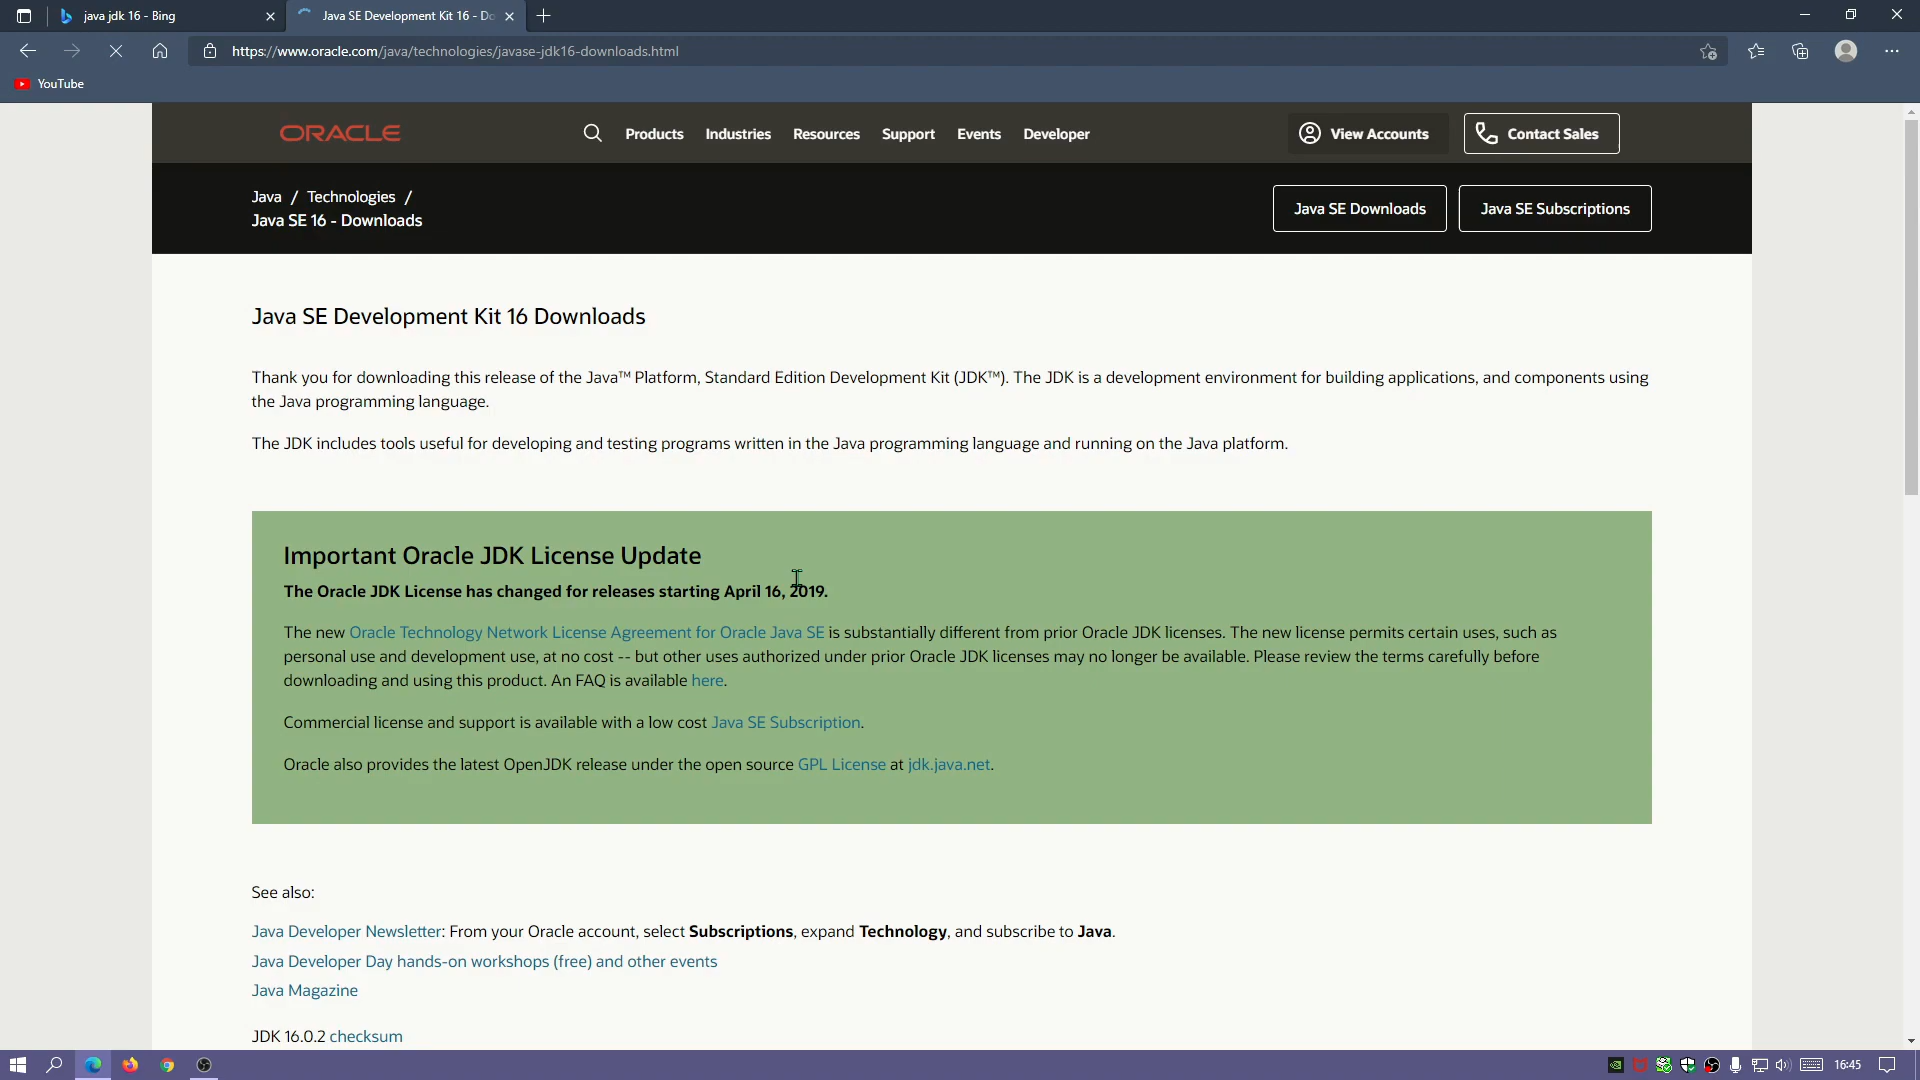 java jdk 16 - Bing
Java SE Development Kit 16 - Do
https://www.oracle.com/java/technologies/javase-jdk16-downloads.html
YouTube
ORACLE
Products
Industries
Resources
Support
Events
Developer
View Accounts
Contact Sales
Java / Technologies /
Java SE 16 - Downloads
Java SE Downloads
Java SE Subscriptions
Java SE Development Kit 16 Downloads
Thank you for downloading this release of the Java™ Platform, Standard Edition Development Kit (JDK™). The JDK is a development environment for building applications, and components using
the Java programming language.
The JDK includes tools useful for developing and testing programs written in the Java programming language and running on the Java platform.
Important Oracle JDK License Update
The Oracle JDK License has changed for releases starting April 16, 2019.
The new Oracle Technology Network License Agreement for Oracle Java SE is substantially different from prior Oracle JDK licenses. The new license permits certain uses, such as
personal use and development use, at no cost -- but other uses authorized under prior Oracle JDK licenses may no longer be available. Please review the terms carefully before
downloading and using this product. An FAQ is available here.
Commercial license and support is available with a low cost Java SE Subscription.
Oracle also provides the latest OpenJDK release under the open source GPL License at jdk.java.net.
See also:
Java Developer Newsletter: From your Oracle account, select Subscriptions, expand Technology, and subscribe to Java.
Java Developer Day hands-on workshops (free) and other events
Java Magazine
JDK 16.0.2 checksum
16:45